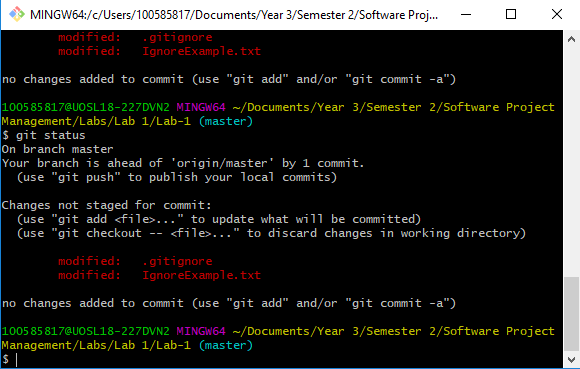 MINGW64:/c/Users/100585817/Documents/Year 3/Semester 2/Software Proj...
modified: .gitignore
modified: IgnoreExample.txt
no changes added to commit (use "git add" and/or "git commit -a")
100585817@UOSL18-227DVN2 MINGW64 ~/Documents/Year 3/Semester 2/Software Project
Management/Labs/Lab 1/Lab-1 (master)
$ git status
On branch master
Your branch is ahead of 'origin/master' by 1 commit.
(use "git push" to publish your local commits)
Changes not staged for commit:
(use "git add <file>..." to update what will be committed)
(use "git checkout -- <file>..." to discard changes in working directory)
modified: .gitignore
modified: IgnoreExample.txt
no changes added to commit (use "git add" and/or "git commit -a")
100585817@UOSL18-227DVN2 MINGW64 ~/Documents/Year 3/Semester 2/Software Project
Management/Labs/Lab 1/Lab-1 (master)
$